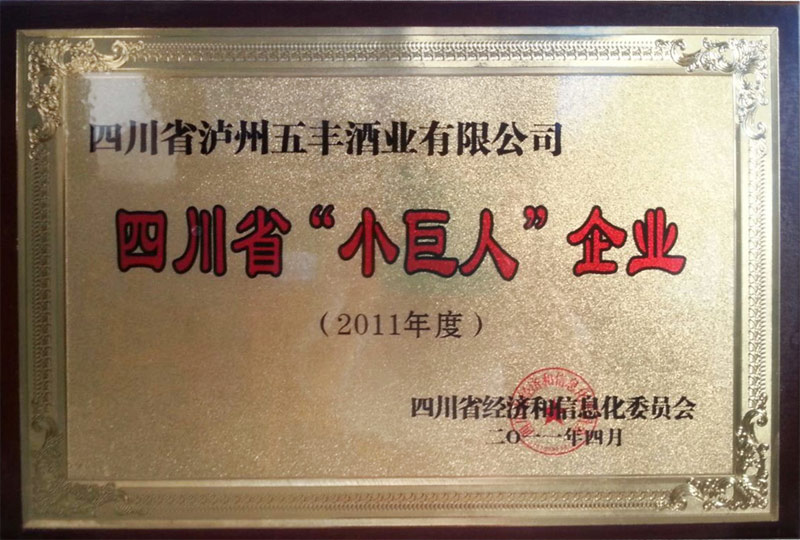 四川省泸州五丰酒业有限公司
四川省“小巨人”企业
（2011年度）
四川省经济和信息化委员会
二〇一一年四月